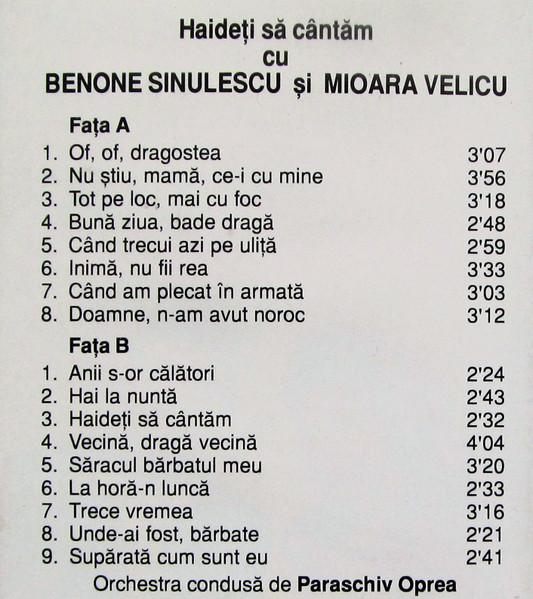 Haideți să cântăm
cu
BENONE SINULESCU și MIOARA VELICU
Fața A
1. Of, of, dragostea 3'07
2. Nu știu, mamă, ce-i cu mine 3'56
3. Tot pe loc, mai cu foc 3'18
4. Bună ziua, bade dragă 2'48
5. Când trecui azi pe uliță 2'59
6. Inimă, nu fii rea 3'33
7. Când am plecat în armată 3'03
8. Doamne, n-am avut noroc 3'12
Fața B
1. Anii s-or călători 2'24
2. Hai la nuntă 2'43
3. Haideți să cântăm 2'32
4. Vecină, dragă vecină 4'04
5. Săracul bărbatul meu 3'20
6. La horă-n luncă 2'33
7. Trece vremea 3'16
8. Unde-ai fost, bărbate 2'21
9. Supărată cum sunt eu 2'41
Orchestra condusă de Paraschiv Oprea